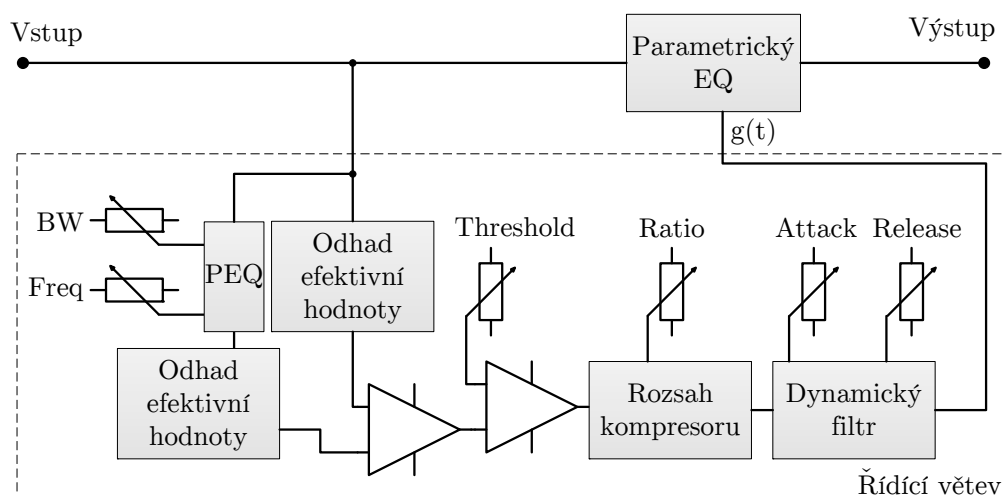 Vstup
Výstup
Parametrický
EQ
g(t)
BW
Freq
PEQ
Odhad
efektivní
hodnoty
Threshold
Ratio
Attack
Release
Odhad
efektivní
hodnoty
Rozsah
kompresoru
Dynamický
filtr
Řídící větev